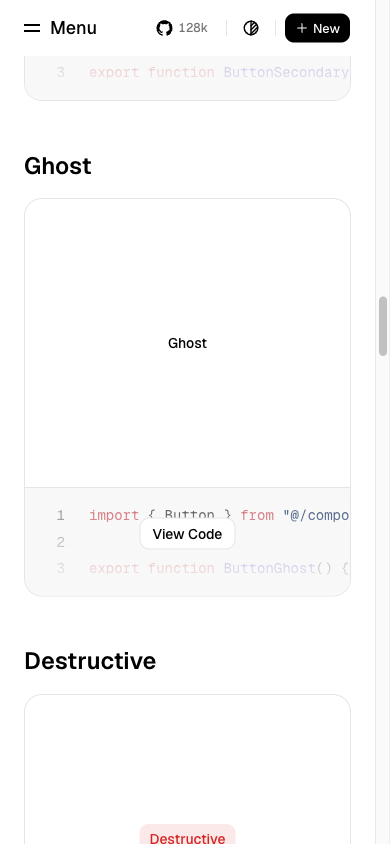 Menu 128k New
3 export function ButtonSecondary
Ghost
Ghost
1 import { Button } from "@/compo
View Code
2
3 export function ButtonGhost() {
Destructive
Destructive